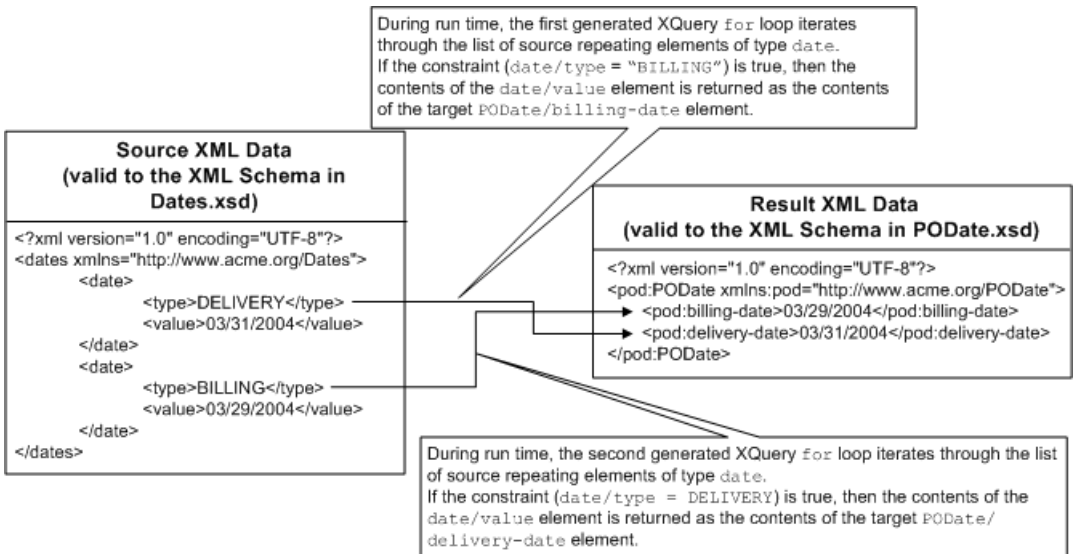 During run time, the first generated XQuery for loop iterates
through the list of source repeating elements of type date.
If the constraint (date/type = “BILLING”) is true, then the
contents of the date/value element is returned as the contents
of the target PODate/billing-date element.
Source XML Data
(valid to the XML Schema in
Dates.xsd)
<?xml version="1.0" encoding="UTF-8"?>
<dates xmlns="http://www.acme.org/Dates">
<date>
<type>DELIVERY</type>
<value>03/31/2004</value>
</date>
<date>
<type>BILLING</type>
<value>03/29/2004</value>
</date>
</dates>
Result XML Data
(valid to the XML Schema in PODate.xsd)
<?xml version="1.0" encoding="UTF-8"?>
<pod:PODate xmlns:pod="http://www.acme.org/PODate">
<pod:billing-date>03/29/2004</pod:billing-date>
<pod:delivery-date>03/31/2004</pod:delivery-date>
</pod:PODate>
During run time, the second generated XQuery for loop iterates through the list
of source repeating elements of type date.
If the constraint (date/type = DELIVERY) is true, then the contents of the
date/value element is returned as the contents of the target PODate/
delivery-date element.